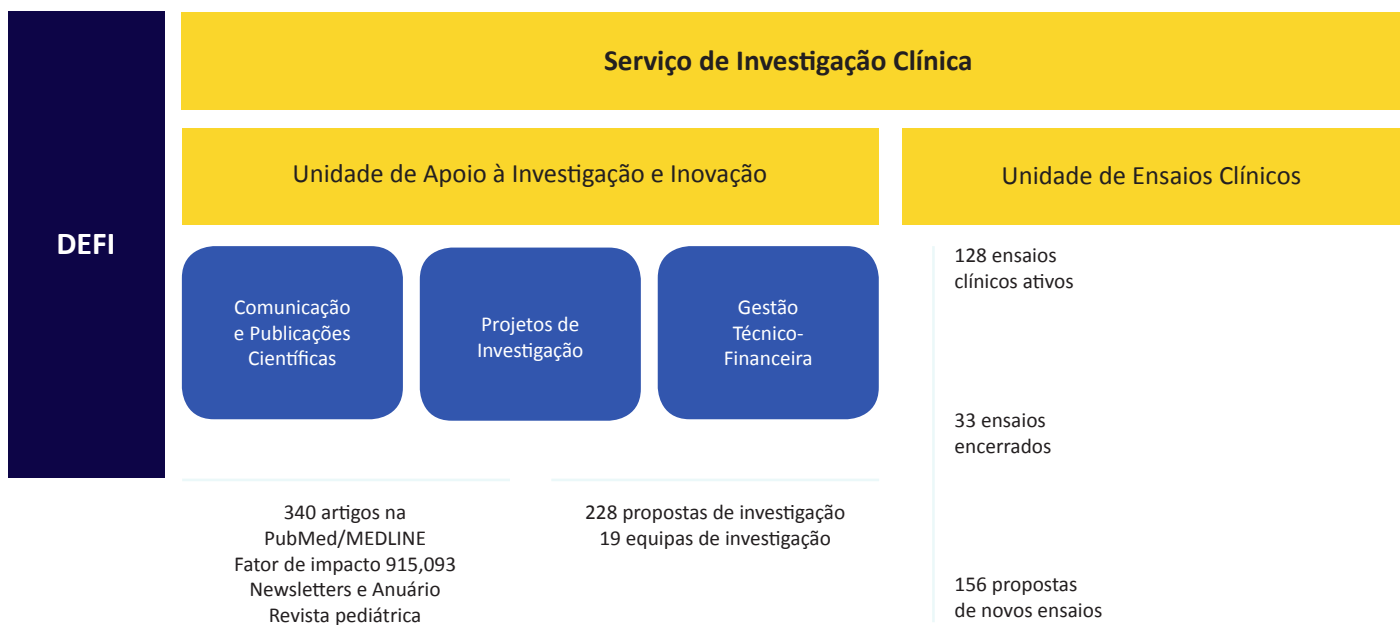 DEFI
Serviço de Investigação Clínica
Unidade de Apoio à Investigação e Inovação
Unidade de Ensaios Clínicos
Comunicação
e Publicações
Científicas
Projetos de
Investigação
Gestão
Técnico-
Financeira
340 artigos na
PubMed/MEDLINE
Fator de impacto 915,093
Newsletters e Anuário
Revista pediátrica
228 propostas de investigação
19 equipas de investigação
128 ensaios
clínicos ativos
33 ensaios
encerrados
156 propostas
de novos ensaios